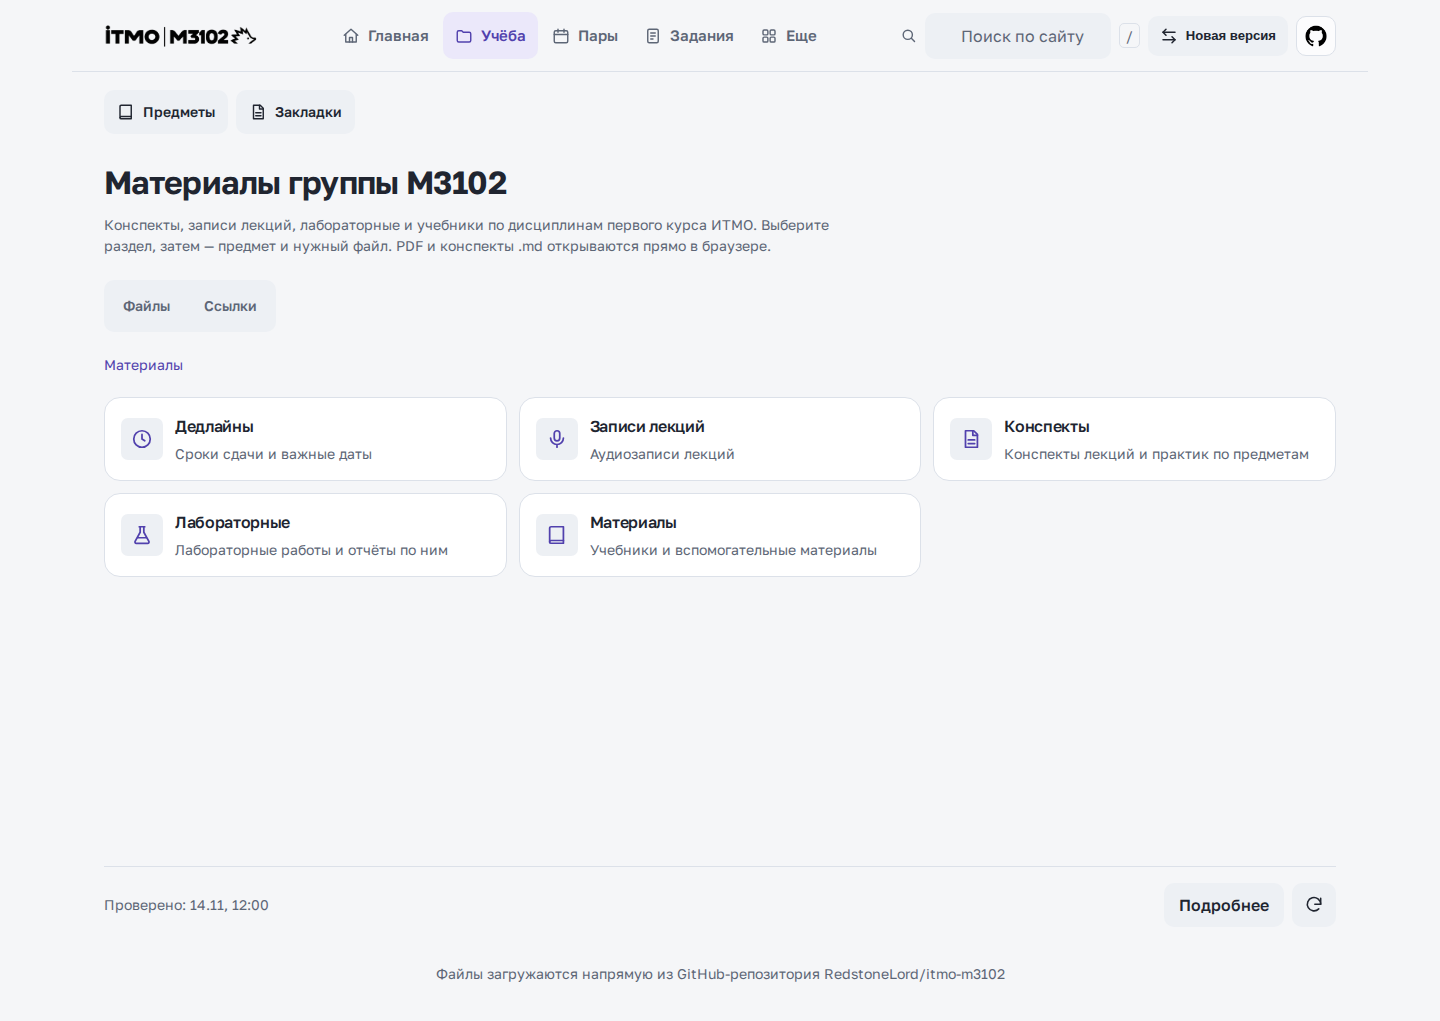 iTMO | M3102
Главная
Учёба
Пары
Задания
Еще
Поиск по сайту
/
Новая версия
Предметы
Закладки
Материалы группы M3102
Конспекты, записи лекций, лабораторные и учебники по дисциплинам первого курса ИТМО. Выберите
раздел, затем — предмет и нужный файл. PDF и конспекты .md открываются прямо в браузере.
Файлы
Ссылки
Материалы
Дедлайны
Сроки сдачи и важные даты
Записи лекций
Аудиозаписи лекций
Конспекты
Конспекты лекций и практик по предметам
Лабораторные
Лабораторные работы и отчёты по ним
Материалы
Учебники и вспомогательные материалы
Проверено: 14.11, 12:00
Подробнее
Файлы загружаются напрямую из GitHub-репозитория RedstoneLord/itmo-m3102